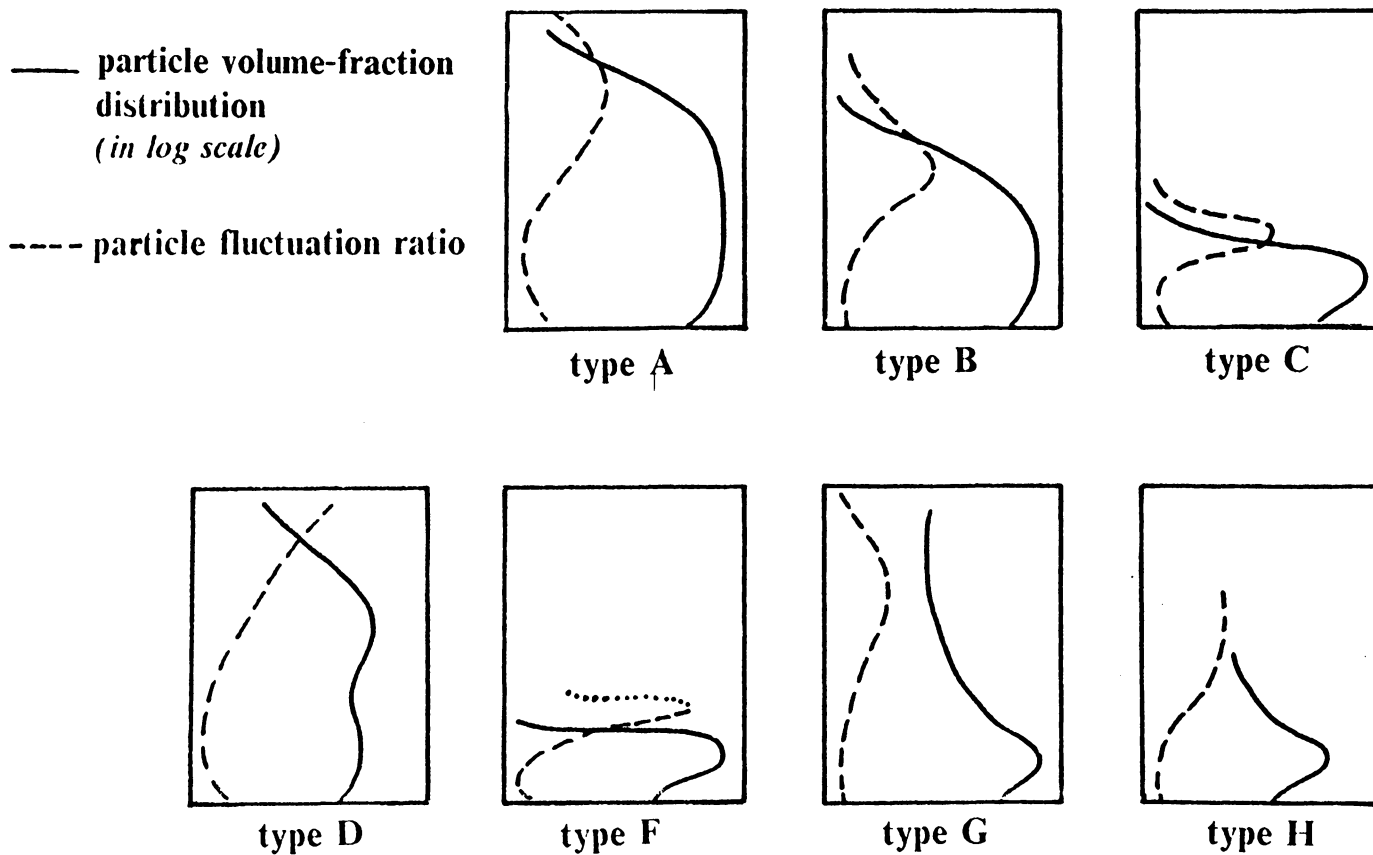 particle volume-fraction
distribution
(in log scale)
particle fluctuation ratio
type A
type B
type C
type D
type F
type G
type H